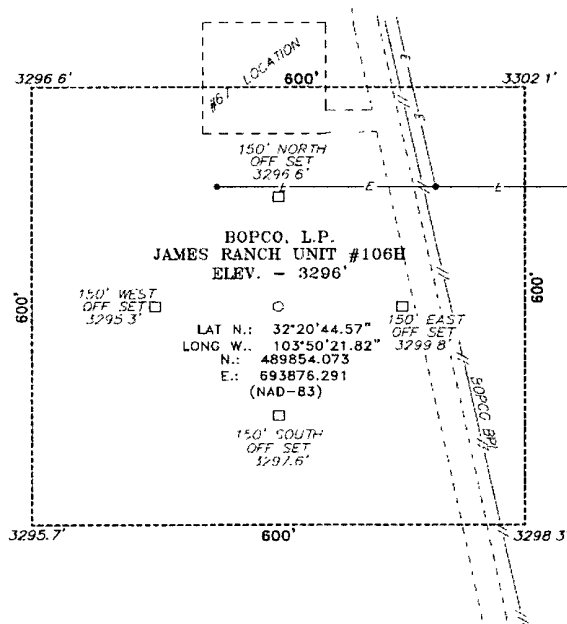 #67 LOCATION
E
3296.6'
600'
3302.1'
E
150' NORTH
OFF SET
3296.6'
E
E
E
BOPCO, L.P.
JAMES RANCH UNIT #106H
ELEV. - 3296'
600'
150' WEST
OFF SET
3295.3'
150' EAST
OFF SET
3299.8'
600'
LAT N.: 32°20'44.57"
LONG W.. 103°50'21.82"
N.: 489854.073
E.: 693876.291
(NAD-83)
150' SOUTH
OFF SET
3297.6'
BOPCO BPL
3295.7'
600'
3298.3'